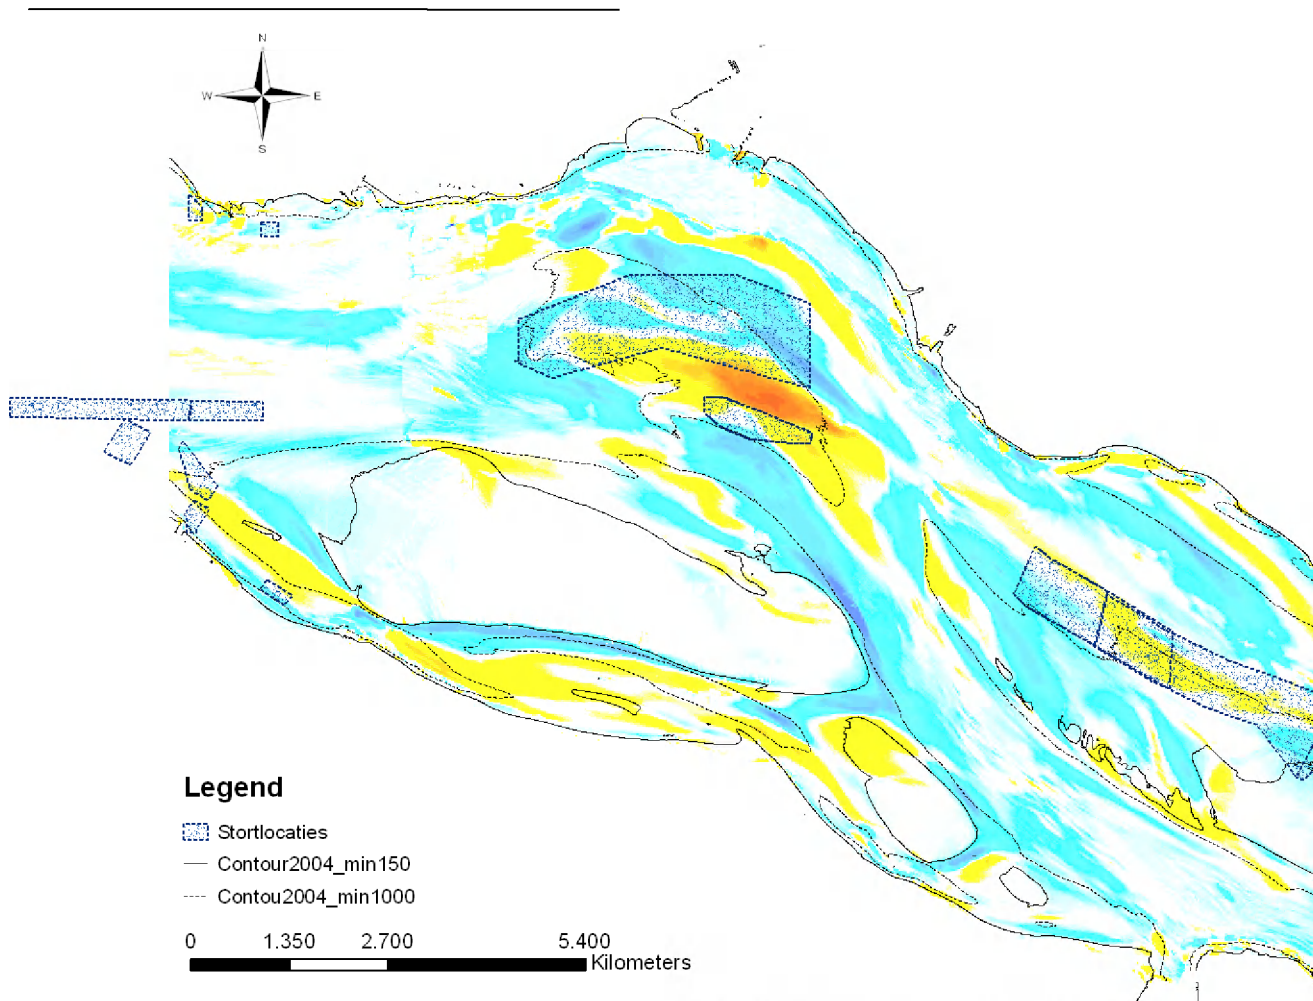 N
W E
S
Legend
Stortlocaties
Contour2004_min150
Contou2004_min1000
0 1.350 2.700 5.400
Kilometers